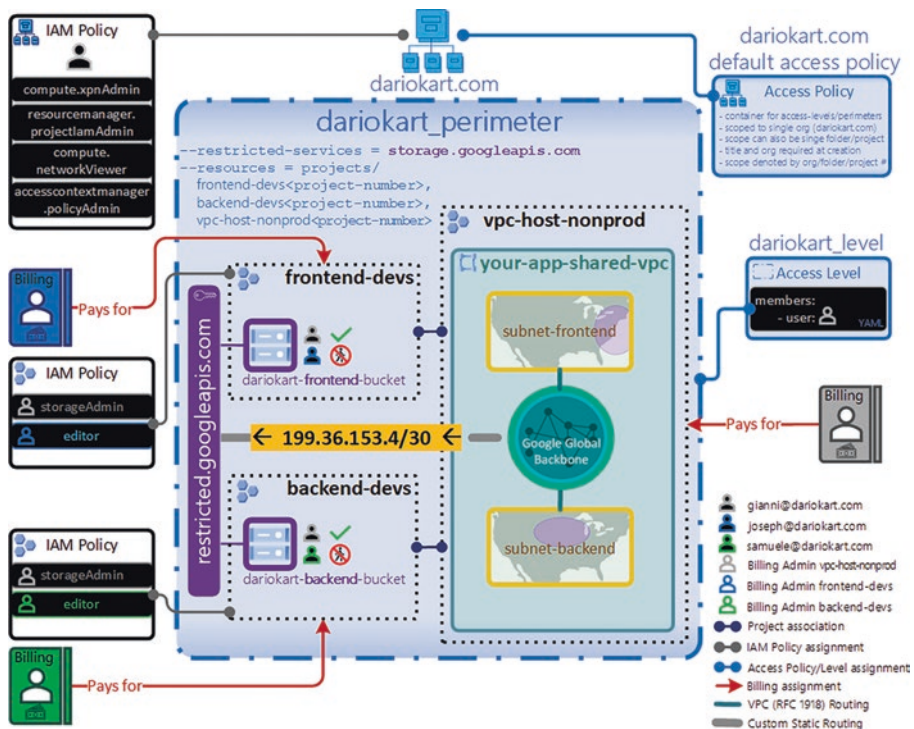 IAM Policy
compute.xpnAdmin
resourcemanager.
projectIamAdmin
compute.
networkViewer
accesscontextmanager
.policyAdmin
dariokart.com
dariokart.com
default access policy
Access Policy
- container for access-levels/perimeters
- scoped to single org (dariokart.com)
- scope can also be singe folder/project
- title and org required at creation
- scope denoted by org/folder/project #
dariokart_perimeter
--restricted-services = storage.googleapis.com
--resources = projects/
frontend-devs<project-number>,
backend-devs<project-number>,
vpc-host-nonprod<project-number>
vpc-host-nonprod
your-app-shared-vpc
subnet-frontend
Google Global
Backbone
subnet-backend
dariokart_level
Access Level
members:
- user:
YAML
Billing
Pays for
frontend-devs
dariokart-frontend-bucket
restricted.googleapis.com
IAM Policy
storageAdmin
editor
← 199.36.153.4/30 ←
Pays for
Billing
backend-devs
dariokart-backend-bucket
IAM Policy
storageAdmin
editor
Billing
Pays for
gianni@dariokart.com
joseph@dariokart.com
samuele@dariokart.com
Billing Admin vpc-host-nonprod
Billing Admin frontend-devs
Billing Admin backend-devs
Project association
IAM Policy assignment
Access Policy/Level assignment
Billing assignment
VPC (RFC 1918) Routing
Custom Static Routing